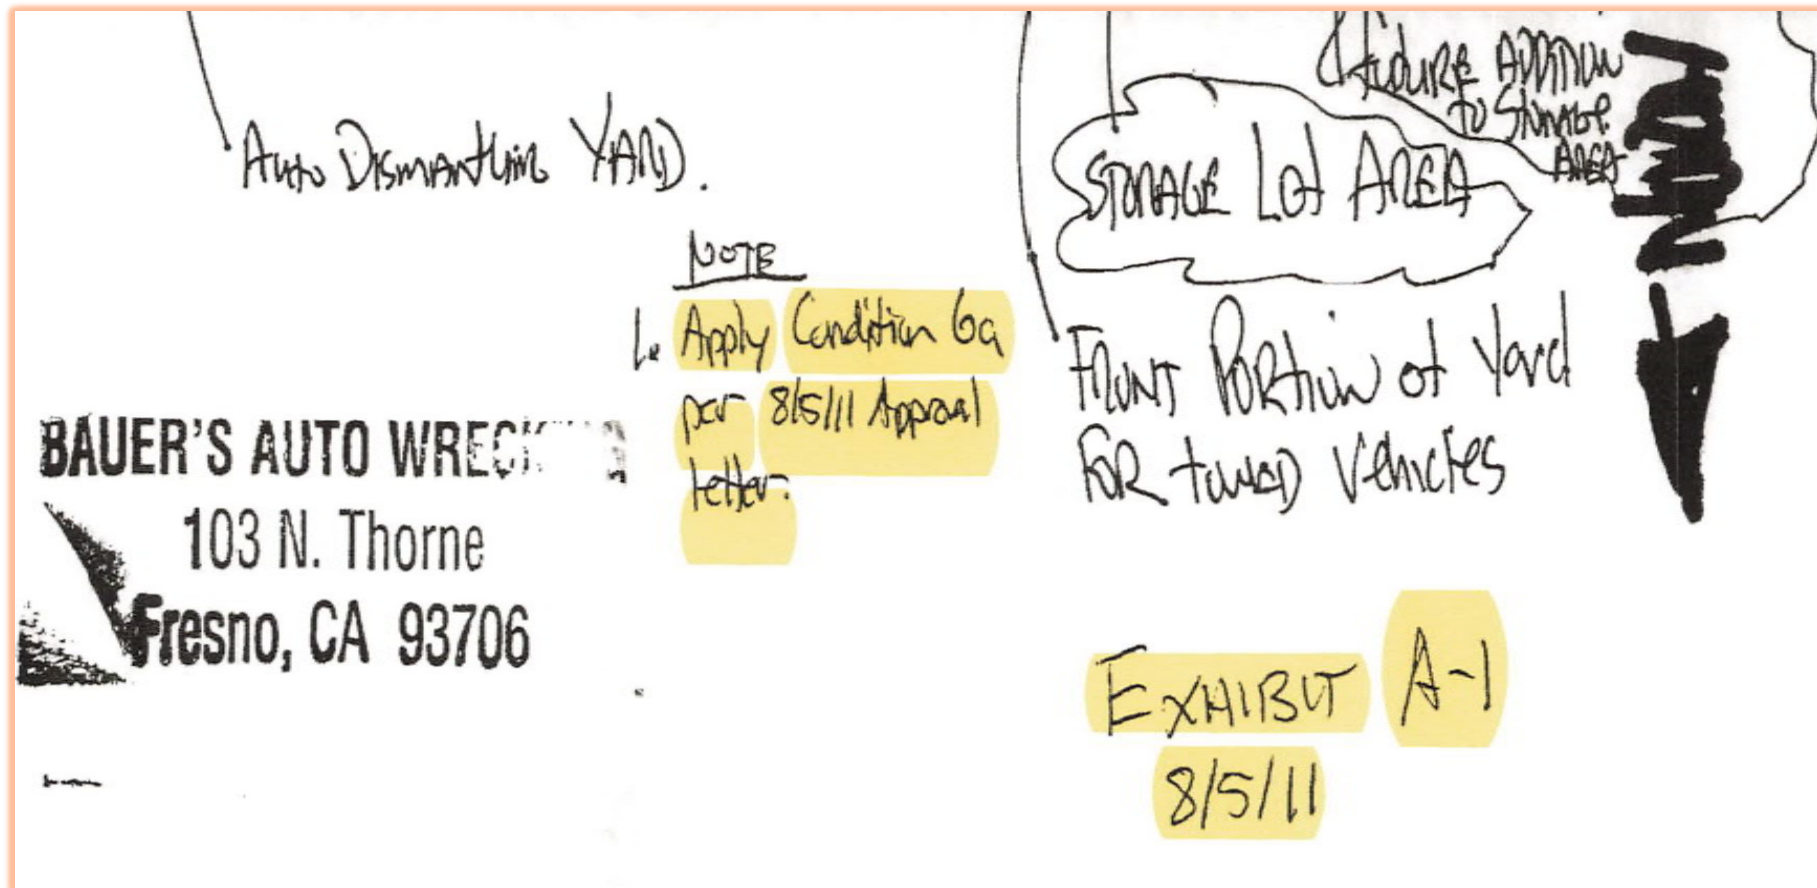 Auto Dismantling YARD.
NOTE
1. Apply Condition 6a
per 8/5/11 Approval
letter.
BAUER'S AUTO WRECK
103 N. Thorne
Fresno, CA 93706
FUTURE ADDITION
to STORAGE
AREA
STORAGE Lot AREA
FRONT PORTION of Yard
FOR towED Vehicles
EXHIBIT A-1
8/5/11